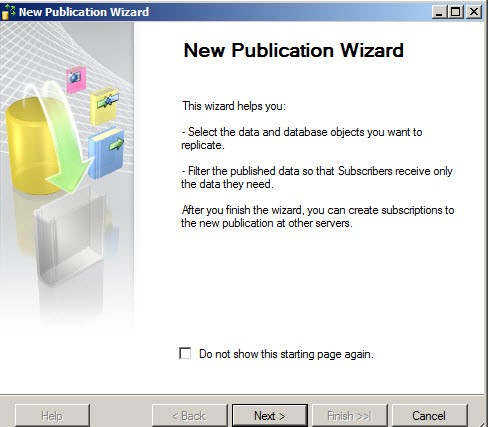 New Publication Wizard
New Publication Wizard
This wizard helps you:
- Select the data and database objects you want to
replicate.
- Filter the published data so that Subscribers receive only
the data they need.
After you finish the wizard, you can create subscriptions to
the new publication at other servers.
Do not show this starting page again.
Help
< Back
Next >
Finish >>|
Cancel